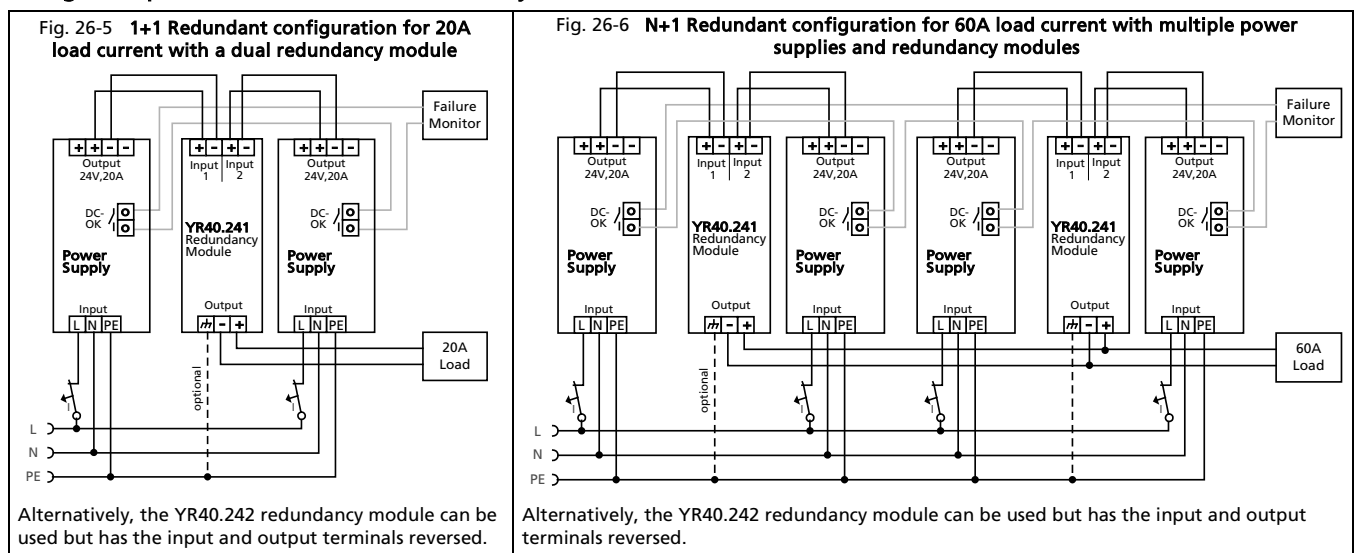 Fig. 26-5 1+1 Redundant configuration for 20A
load current with a dual redundancy module
Failure
Monitor
+ + - -
Output
24V,20A
DC-
OK
Power
Supply
Input
L N PE
+ - + -
Input Input
1 2
YR40.241
Redundancy
Module
Output
- +
+ + - -
Output
24V,20A
DC-
OK
Power
Supply
Input
L N PE
20A
Load
optional
I
I
L
N
PE
Alternatively, the YR40.242 redundancy module can be
used but has the input and output terminals reversed.
Fig. 26-6 N+1 Redundant configuration for 60A load current with multiple power
supplies and redundancy modules
Failure
Monitor
+ + - -
Output
24V,20A
DC-
OK
Power
Supply
Input
L N PE
+ - + -
Input Input
1 2
YR40.241
Redundancy
Module
Output
- +
+ + - -
Output
24V,20A
DC-
OK
Power
Supply
Input
L N PE
+ + - -
Output
24V,20A
DC-
OK
Power
Supply
Input
L N PE
+ - + -
Input Input
1 2
YR40.241
Redundancy
Module
Output
- +
+ + - -
Output
24V,20A
DC-
OK
Power
Supply
Input
L N PE
60A
Load
optional
I
I
I
I
L
N
PE
Alternatively, the YR40.242 redundancy module can be used but has the input and output
terminals reversed.